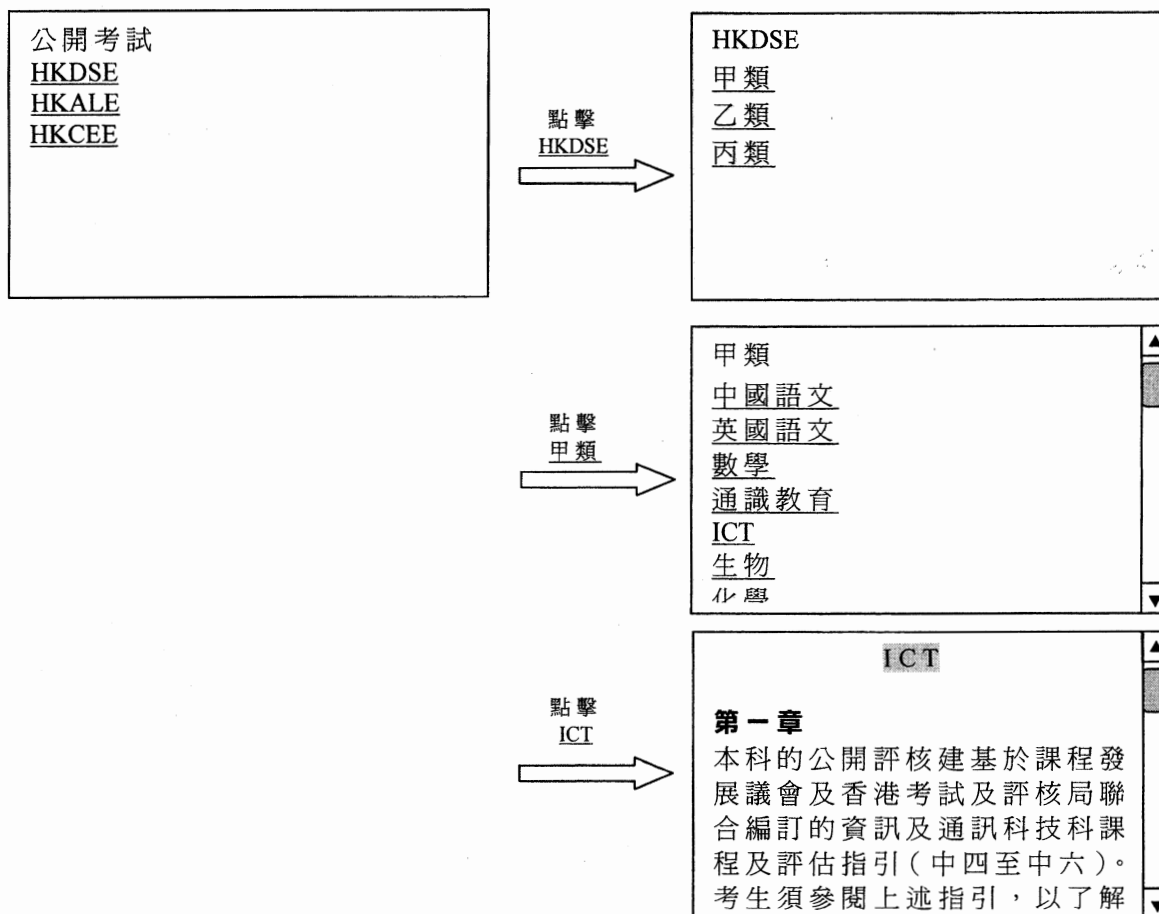 公開考試
HKDSE
HKALE
HKCEE
點擊
HKDSE
HKDSE
甲類
乙類
丙類
點擊
甲類
甲類
中國語文
英國語文
數學
通識教育
ICT
生物
化學
點擊
ICT
ICT
第一章
本科的公開評核建基於課程發
展議會及香港考試及評核局聯
合編訂的資訊及通訊科技科課
程及評估指引(中四至中六)。
考生須參閱上述指引,以了解